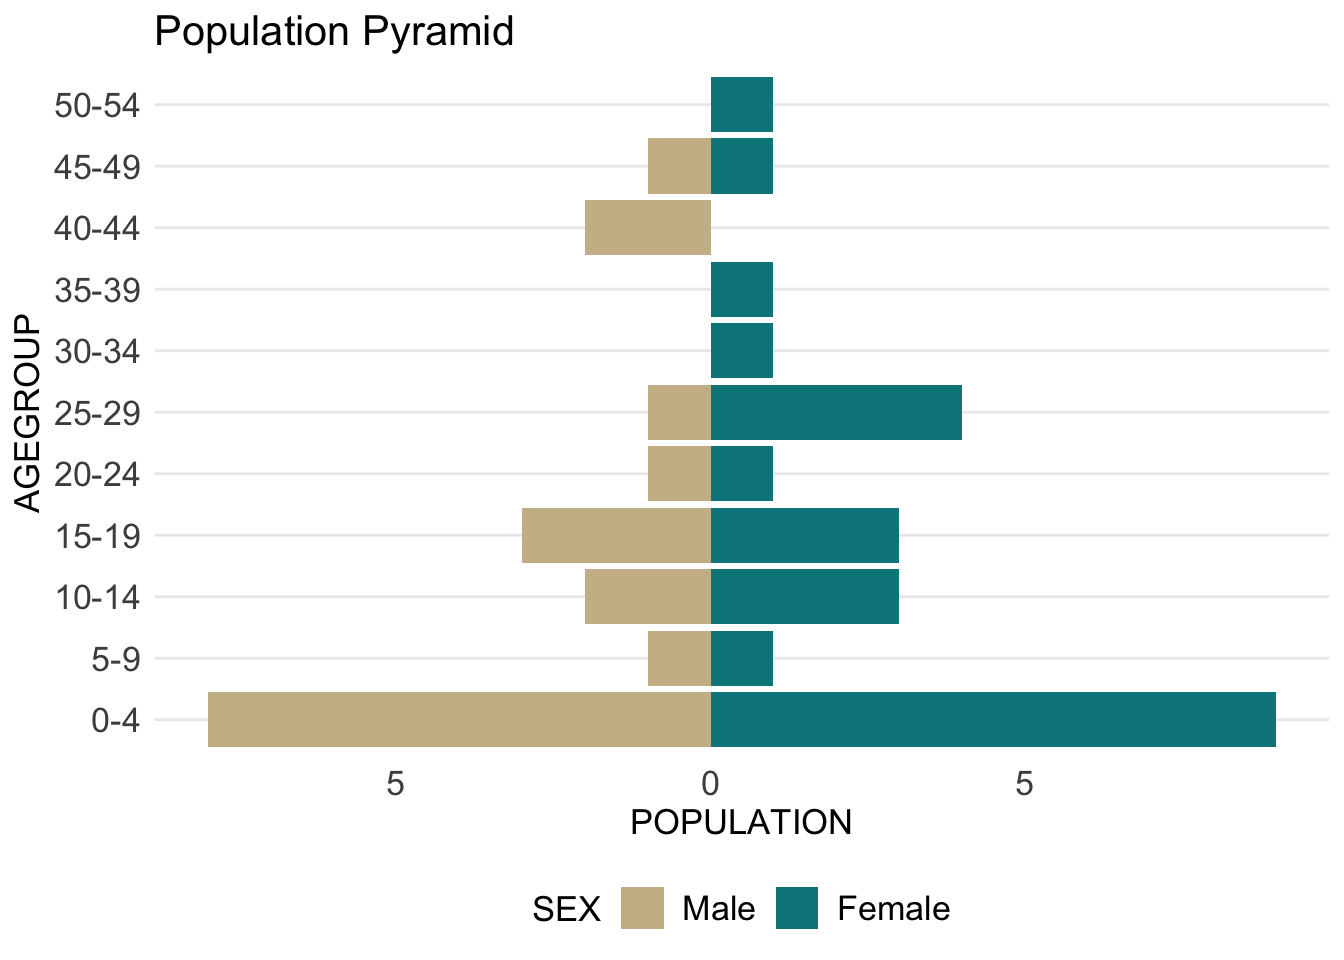 Population Pyramid
50-54
45-49
40-44
35-39
30-34
25-29
20-24
15-19
10-14
5-9
0-4
AGEGROUP
5 0 5
POPULATION
SEX Male Female